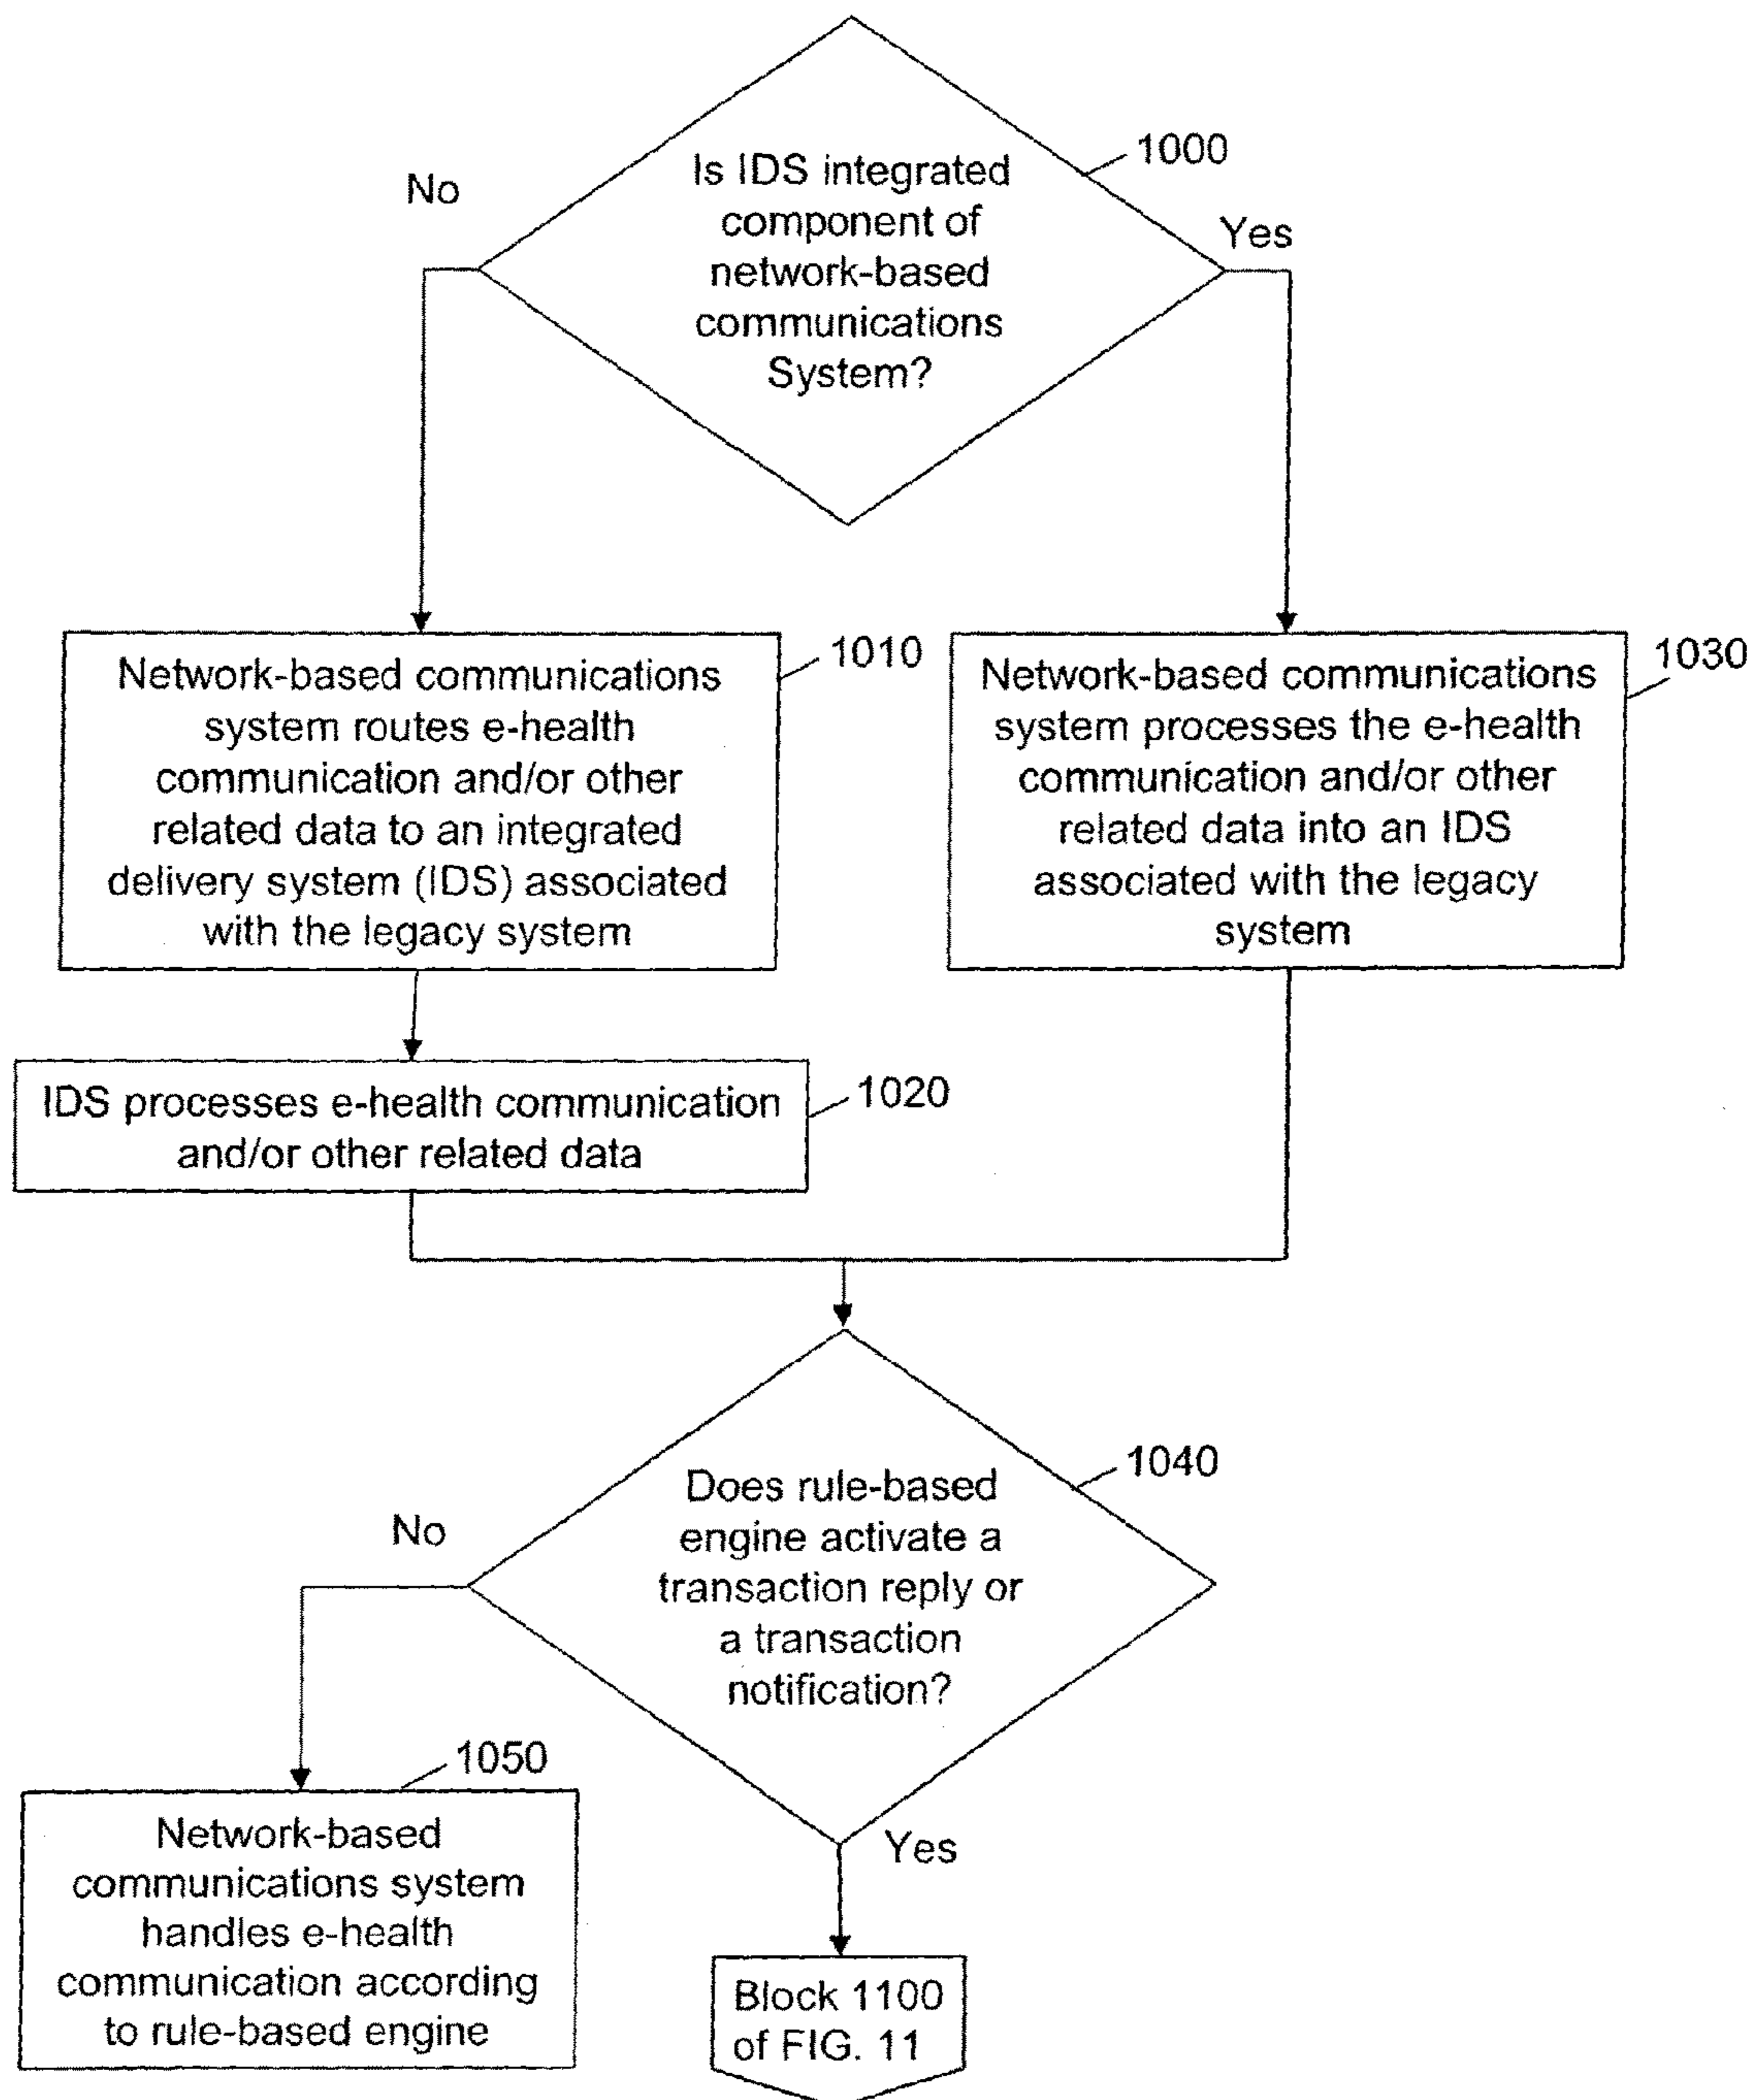 1000
Is IDS integrated
component of
network-based
communications
System?
No
Yes
1010
Network-based communications
system routes e-health
communication and/or other
related data to an integrated
delivery system (IDS) associated
with the legacy system
1030
Network-based communications
system processes the e-health
communication and/or other
related data into an IDS
associated with the legacy
system
1020
IDS processes e-health communication
and/or other related data
1040
Does rule-based
engine activate a
transaction reply or
a transaction
notification?
No
Yes
1050
Network-based
communications system
handles e-health
communication according
to rule-based engine
Block 1100
of FIG. 11